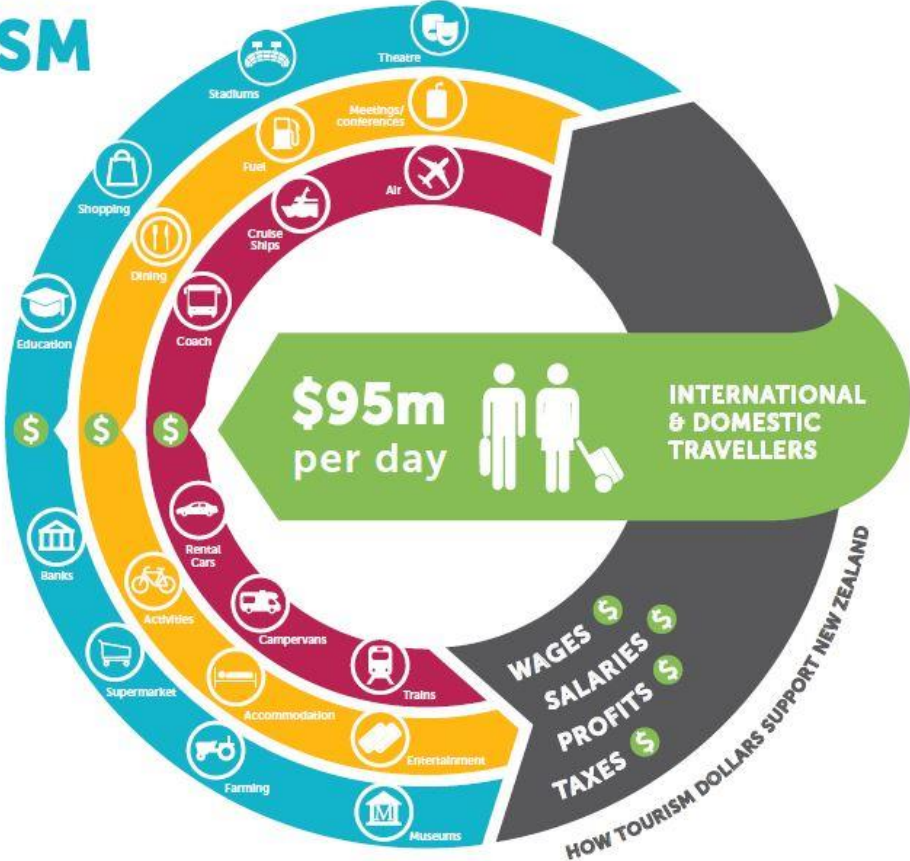 SM
Theatre
Stadiums
Shopping
Education
$
Banks
Supermarket
Farming
Museums
Meetings/
conferences
Fuel
Dining
$
Activities
Accommodation
Entertainment
Air
Cruise
Ships
Coach
$
Rental
Cars
Campervans
Trains
$95m
per day
INTERNATIONAL
& DOMESTIC
TRAVELLERS
WAGES $
SALARIES $
PROFITS $
TAXES $
HOW TOURISM DOLLARS SUPPORT NEW ZEALAND
M